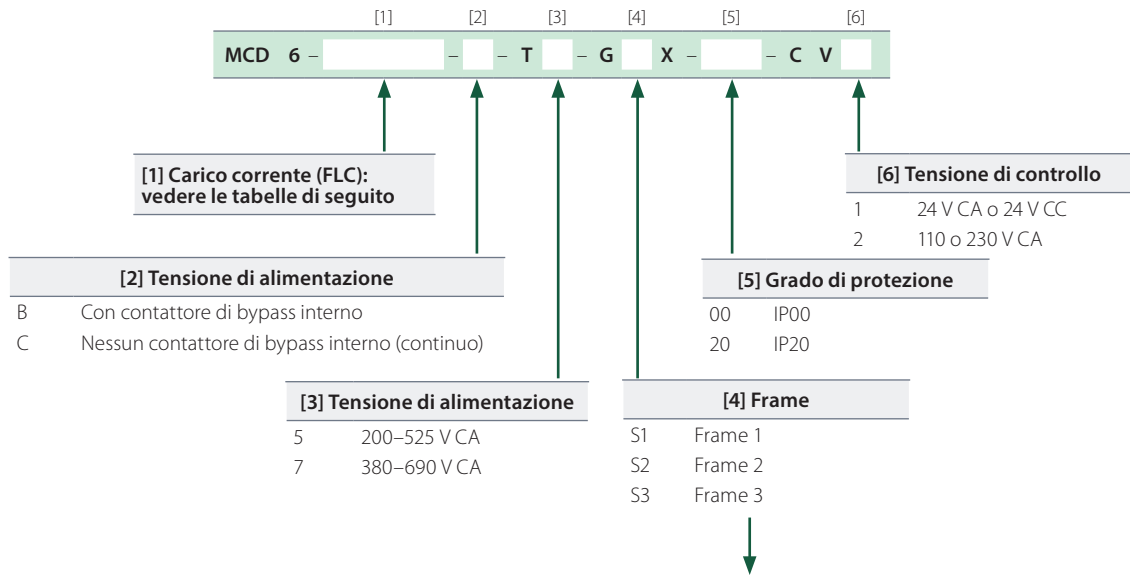 [1] [2] [3] [4] [5] [6]
MCD 6 – – – T – G X – – C V
[1] Carico corrente (FLC):
vedere le tabelle di seguito
[6] Tensione di controllo
1 24 V CA o 24 V CC
2 110 o 230 V CA
[2] Tensione di alimentazione
B Con contattore di bypass interno
C Nessun contattore di bypass interno (continuo)
[5] Grado di protezione
00 IP00
20 IP20
[3] Tensione di alimentazione
5 200–525 V CA
7 380–690 V CA
[4] Frame
S1 Frame 1
S2 Frame 2
S3 Frame 3